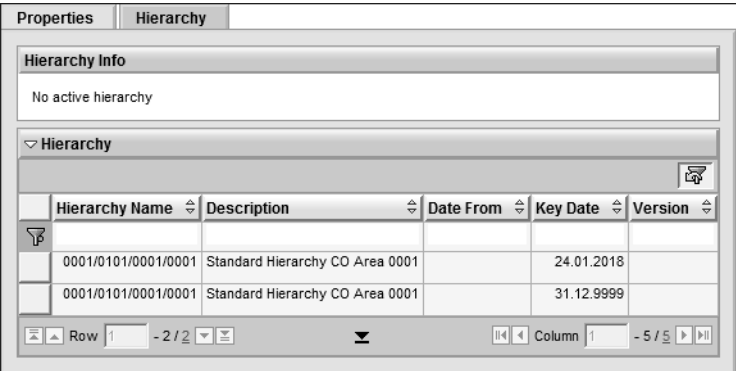 Properties Hierarchy
Hierarchy Info
No active hierarchy
Hierarchy
Hierarchy Name Description Date From Key Date Version
0001/0101/0001/0001 Standard Hierarchy CO Area 0001 24.01.2018
0001/0101/0001/0001 Standard Hierarchy CO Area 0001 31.12.9999
Row 1 - 2 / 2 Column 1 - 5 / 5